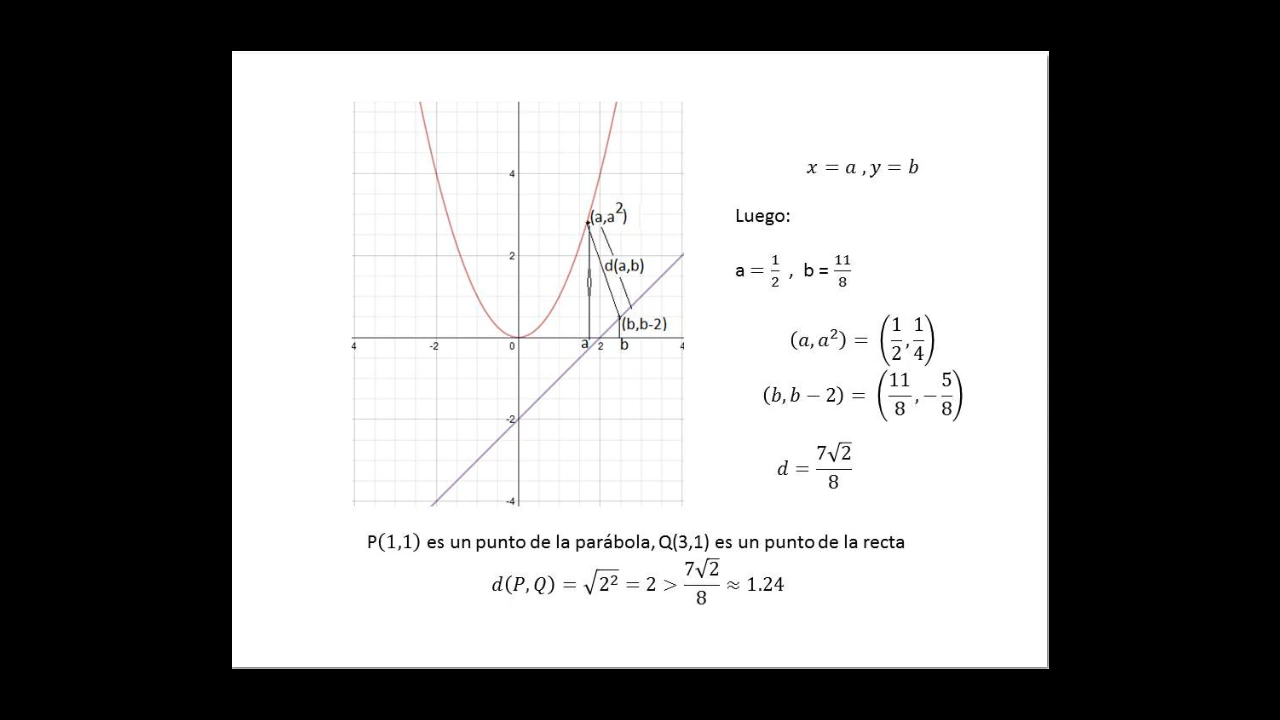 x = a , y = b
Luego:
a = 1/2 , b = 11/8
(a, a²) = (1/2, 1/4)
(b, b − 2) = (11/8, −5/8)
d = 7√2/8
4
(a,a²)
2
d(a,b)
(b,b-2)
4 -2 0 a 2 b 4
-2
-4
P(1,1) es un punto de la parábola, Q(3,1) es un punto de la recta
d(P, Q) = √2² = 2 > 7√2/8 ≈ 1.24